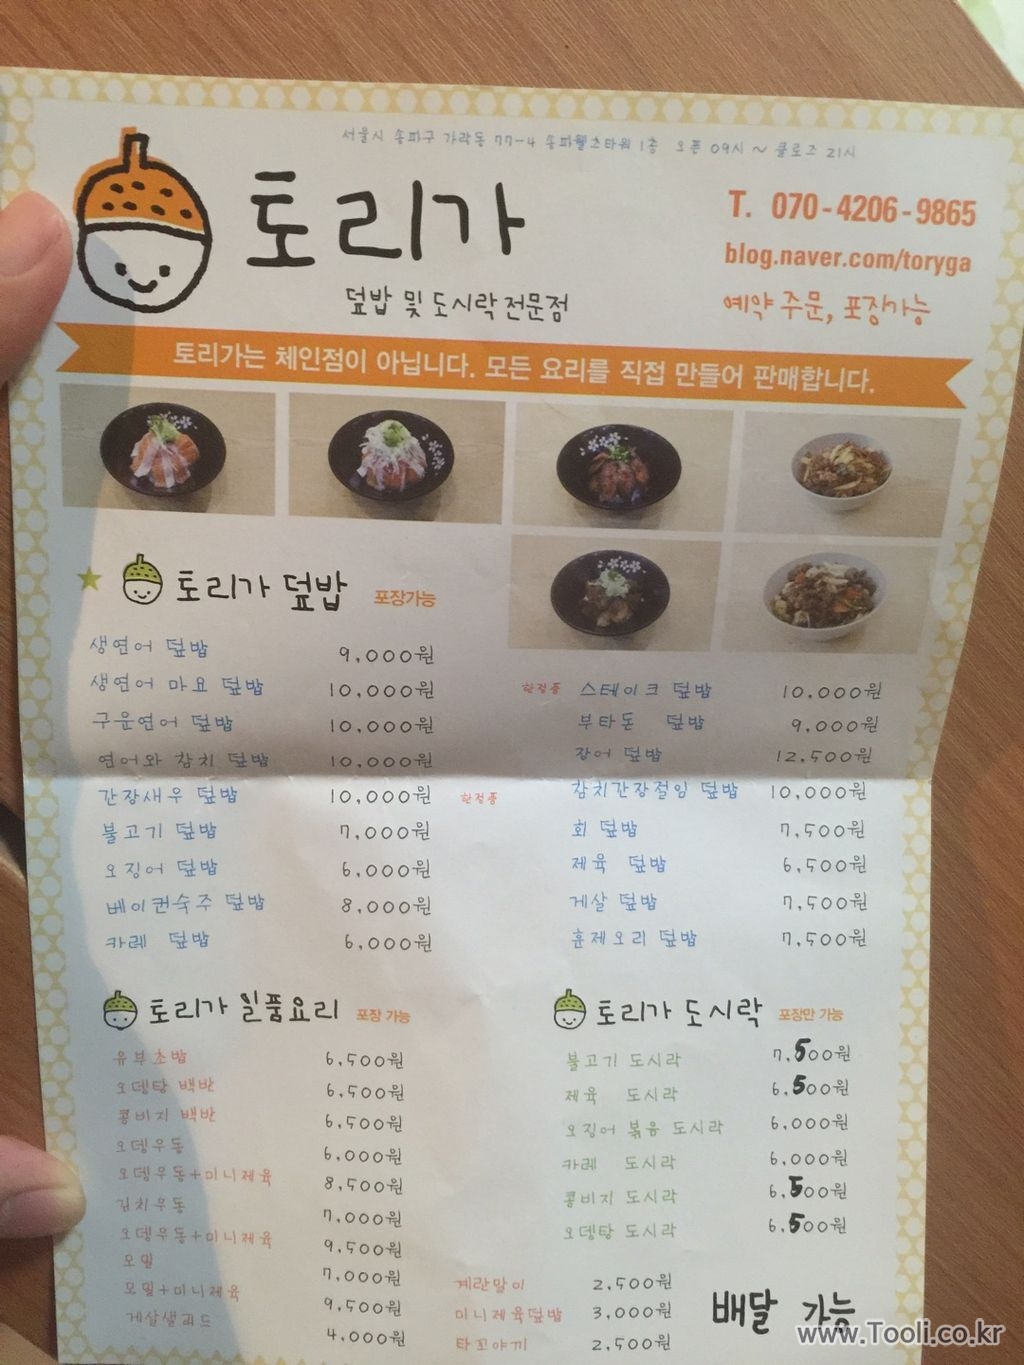 서울시 송파구 가락동 77-4 송파웰츠타워 1층 오픈 09시 ~ 클로즈 21시
토리가
덮밥 및 도시락 전문점
T. 070-4206-9865
blog.naver.com/toryga
예약 주문, 포장가능
토리가는 체인점이 아닙니다. 모든 요리를 직접 만들어 판매합니다.
토리가 덮밥 포장가능
생연어 덮밥 9,000원
생연어 마요 덮밥 10,000원
구운연어 덮밥 10,000원
연어와 참치 덮밥 10,000원
간장새우 덮밥 10,000원
불고기 덮밥 7,000원
오징어 덮밥 6,000원
베이컨숙주 덮밥 8,000원
카레 덮밥 6,000원
한정품 스테이크 덮밥 10,000원
부타돈 덮밥 9,000원
장어 덮밥 12,500원
한정품 참치간장절임 덮밥 10,000원
회 덮밥 7,500원
제육 덮밥 6,500원
게살 덮밥 7,500원
훈제오리 덮밥 7,500원
토리가 일품요리 포장 가능
유부초밥 6,500원
오뎅탕 백반 6,500원
콩비지 백반 6,500원
오뎅우동 6,000원
오뎅우동+미니제육 8,500원
김치우동 7,000원
오뎅우동+미니제육 9,500원
모밀 7,000원
모밀+미니제육 9,500원
게살샐러드 4,000원
토리가 도시락 포장만 가능
불고기 도시락 7,500원
제육 도시락 6,500원
오징어 볶음 도시락 6,000원
카레 도시락 6,000원
콩비지 도시락 6,500원
오뎅탕 도시락 6,500원
계란말이 2,500원
미니제육덮밥 3,000원
타꼬야끼 2,500원
배달 가능
www.Tooli.co.kr